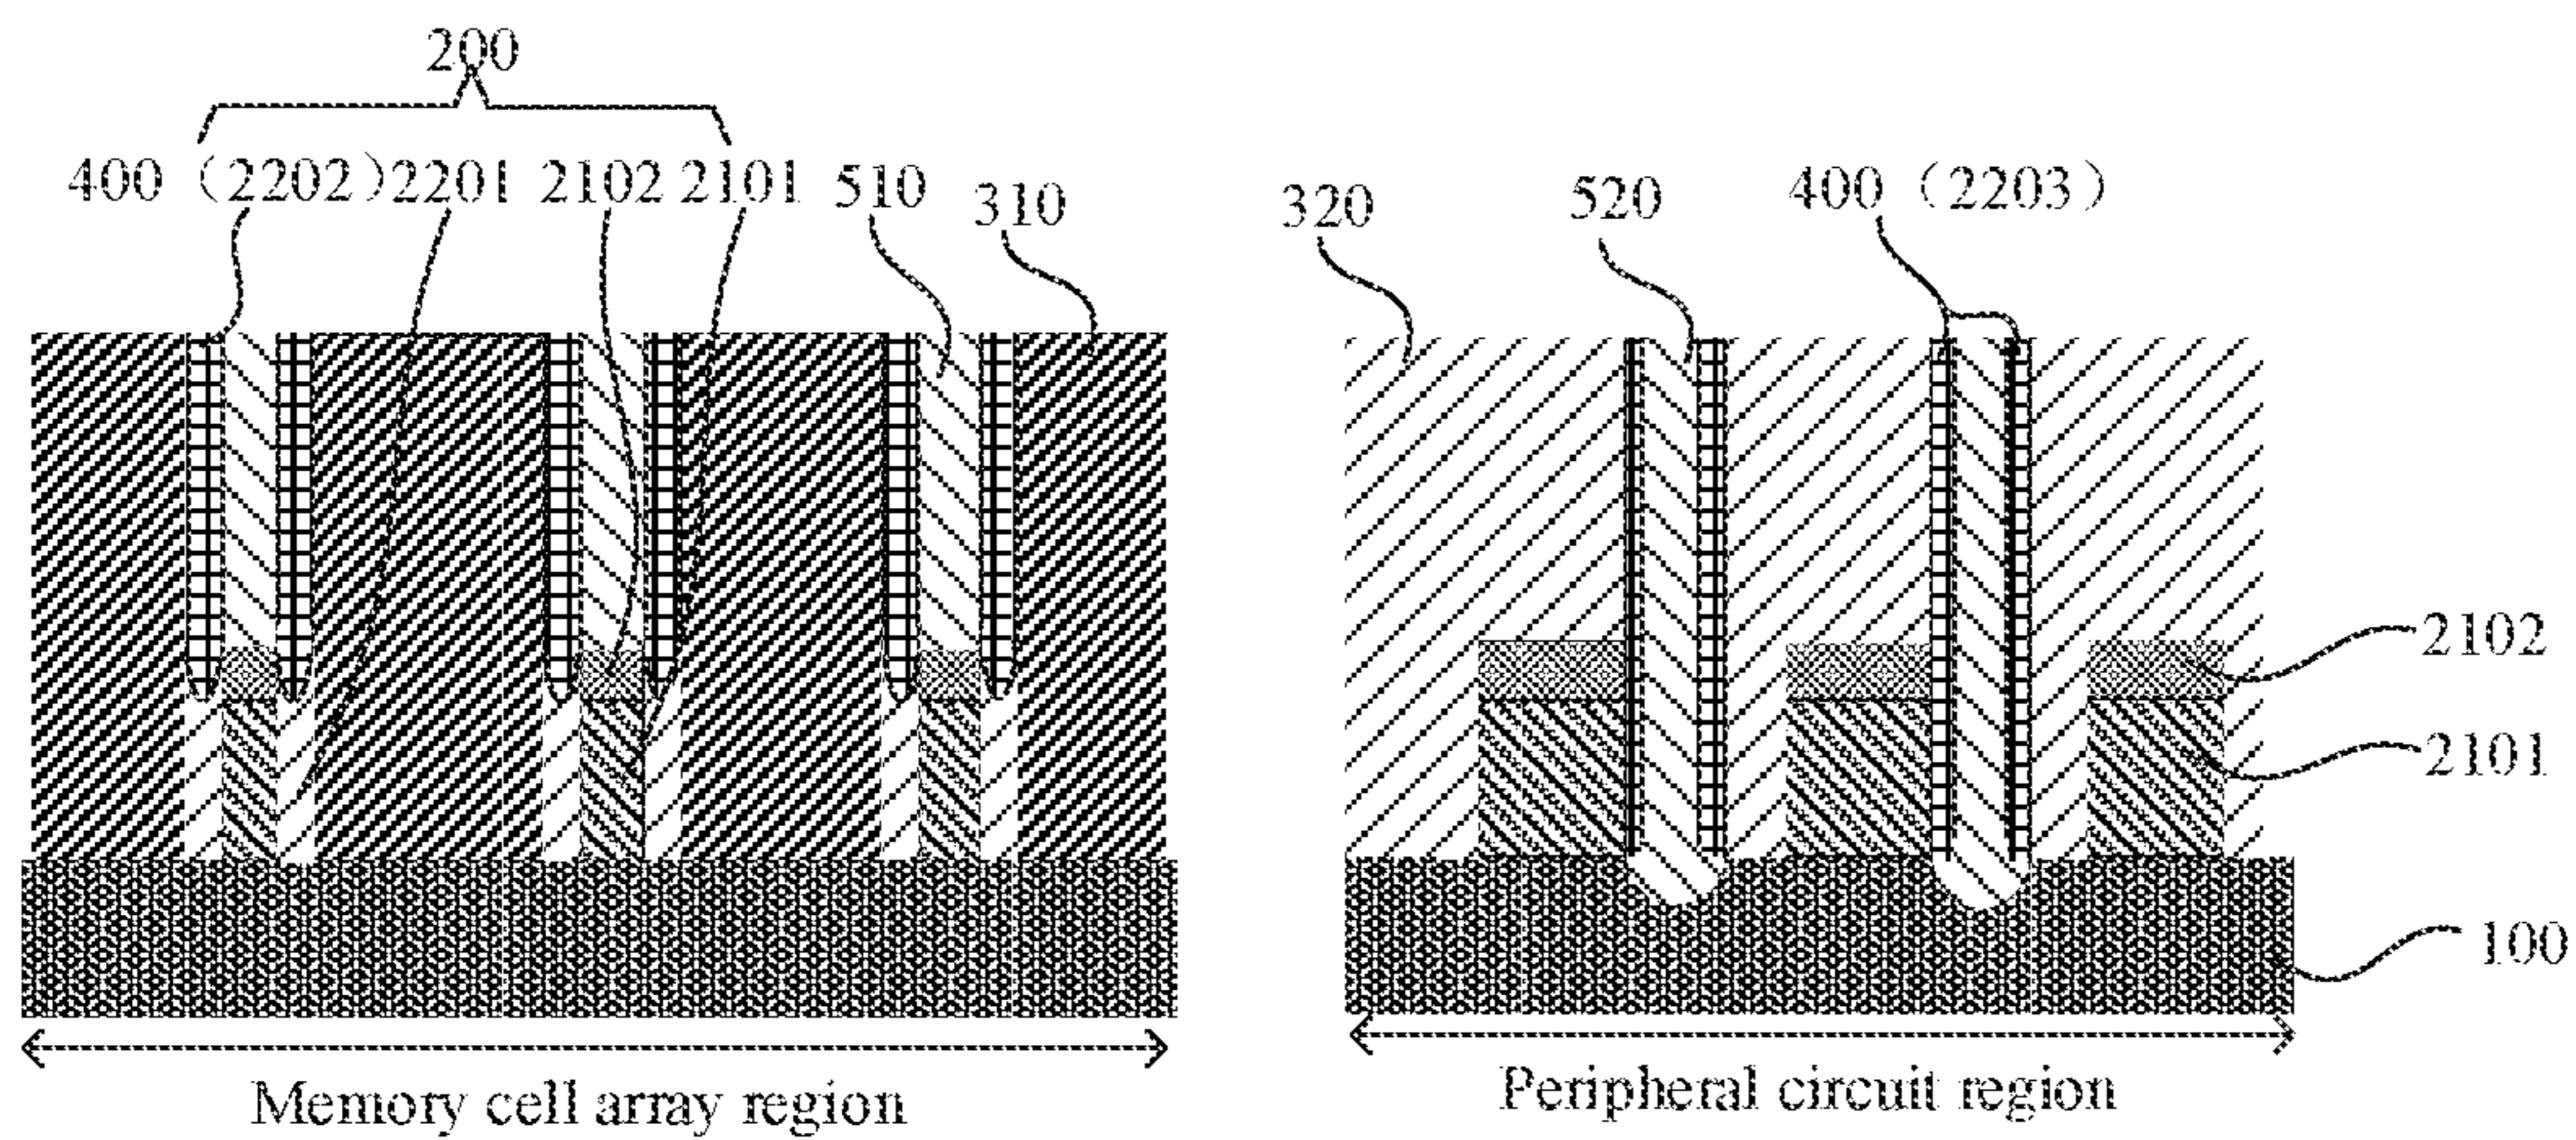 200
400（2202）2201 2102 2101 510 310
320 520 400（2203）
2102
2101
100
Memory cell array region
Peripheral circuit region